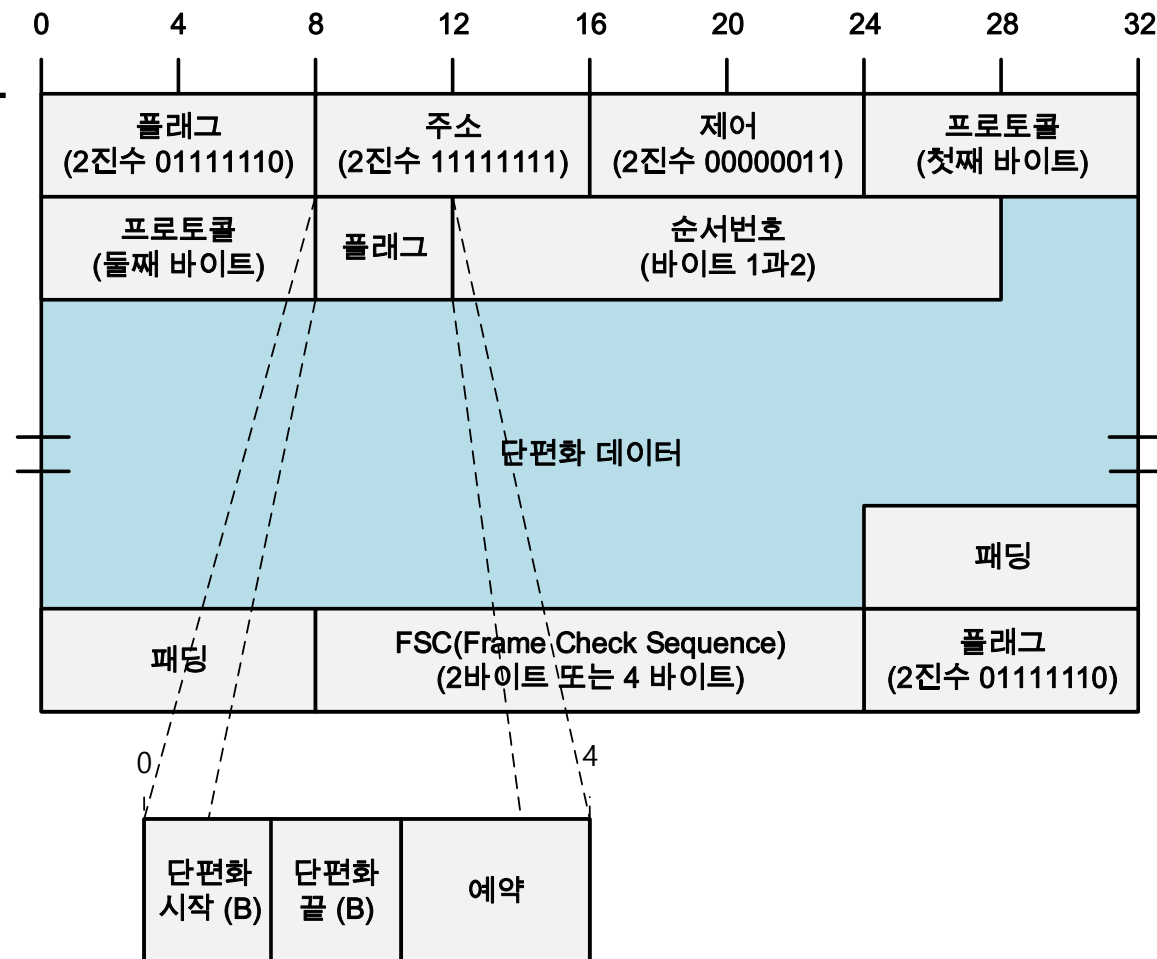 0 4 8 12 16 20 24 28 32
플래그
(2진수 01111110)
주소
(2진수 11111111)
제어
(2진수 00000011)
프로토콜
(첫째 바이트)
프로토콜
(둘째 바이트)
플래그
순서번호
(바이트 1과2)
단편화 데이터
패딩
패딩
FSC(Frame Check Sequence)
(2바이트 또는 4 바이트)
플래그
(2진수 01111110)
0 4
단편화
시작 (B)
단편화
끝 (B)
예약